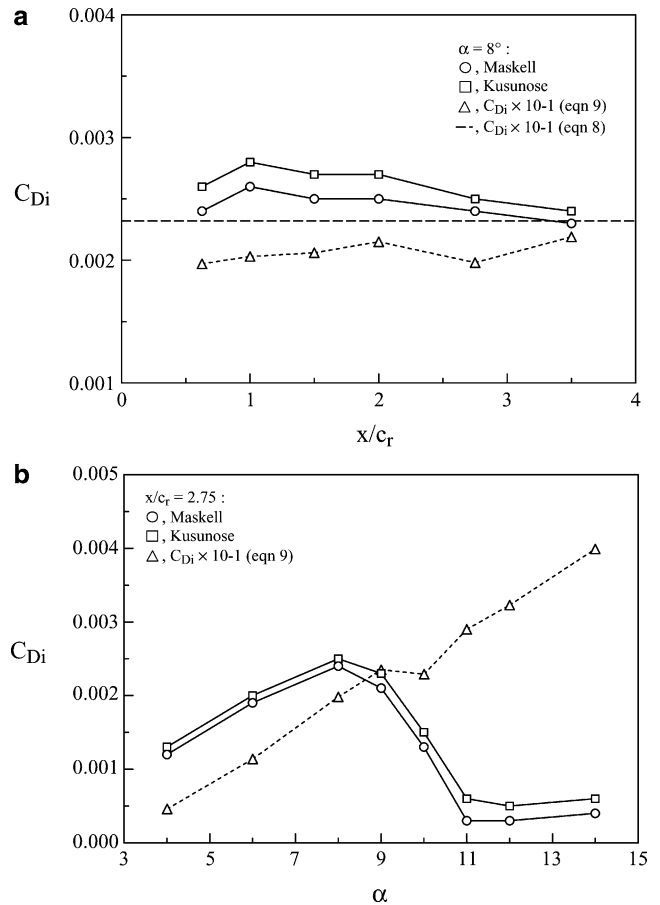 a
0.004
0.003
0.002
0.001
C_Di
α = 8° :
○, Maskell
□, Kusunose
△, C_Di × 10-1 (eqn 9)
—, C_Di × 10-1 (eqn 8)
0 1 2 3 4
x/c_r
b
0.005
0.004
0.003
0.002
0.001
0.000
C_Di
x/c_r = 2.75 :
○, Maskell
□, Kusunose
△, C_Di × 10-1 (eqn 9)
3 5 7 9 11 13 15
α